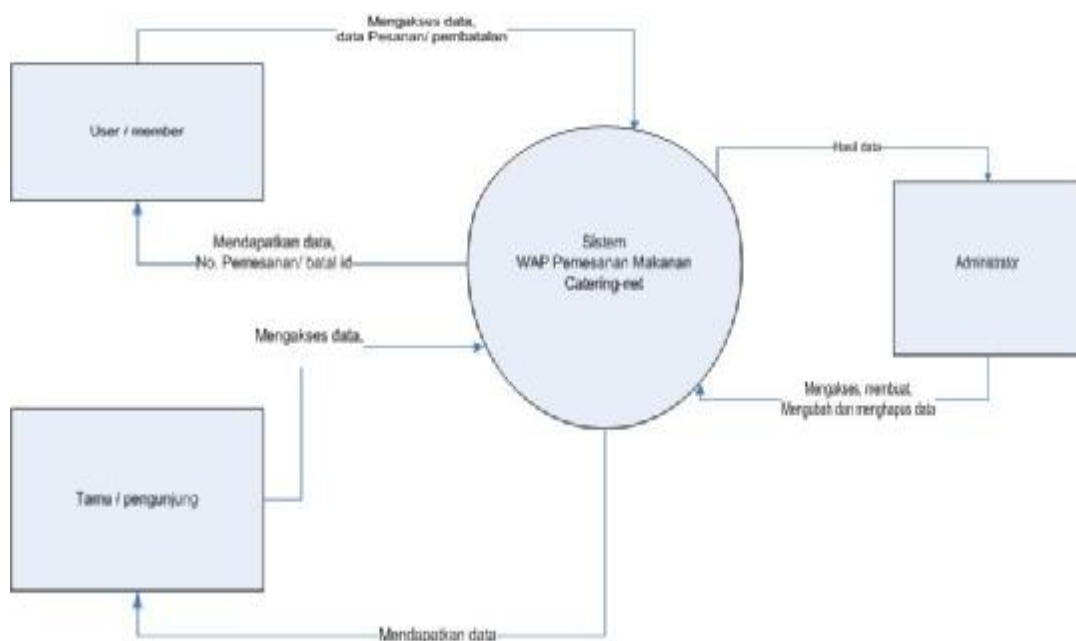 Mengakses data,
data Pesanan/ pembatalan
User / member
Hasil data
Mendapatkan data,
No. Pemesanan/ batal id
Sistem
WAP Pemesanan Makanan
Catering-net
Administrator
Mengakses data,
Mengakses, membuat,
Mengubah dan menghapus data
Tamu / pengunjung
Mendapatkan data